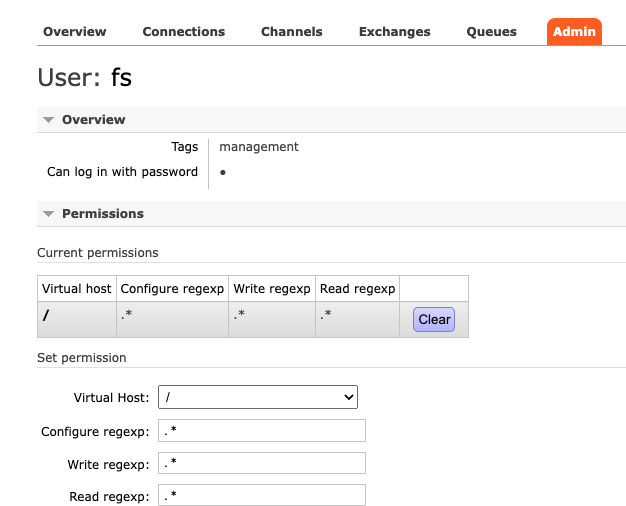 Overview Connections Channels Exchanges Queues Admin
User: fs
Overview
Tags management
Can log in with password •
Permissions
Current permissions
Virtual host Configure regexp Write regexp Read regexp
/ .* .* .* Clear
Set permission
Virtual Host: /
Configure regexp: .*
Write regexp: .*
Read regexp: .*